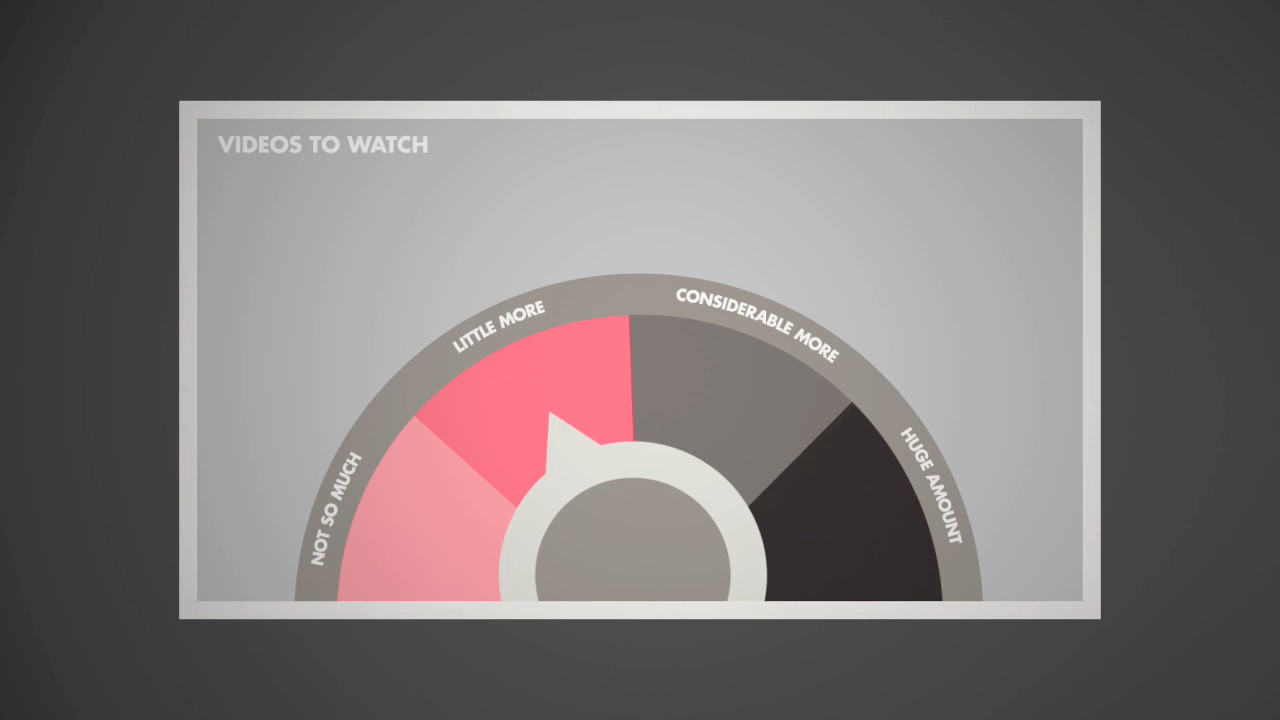 VIDEOS TO WATCH
NOT SO MUCH
LITTLE MORE
CONSIDERABLE MORE
HUGE AMOUNT